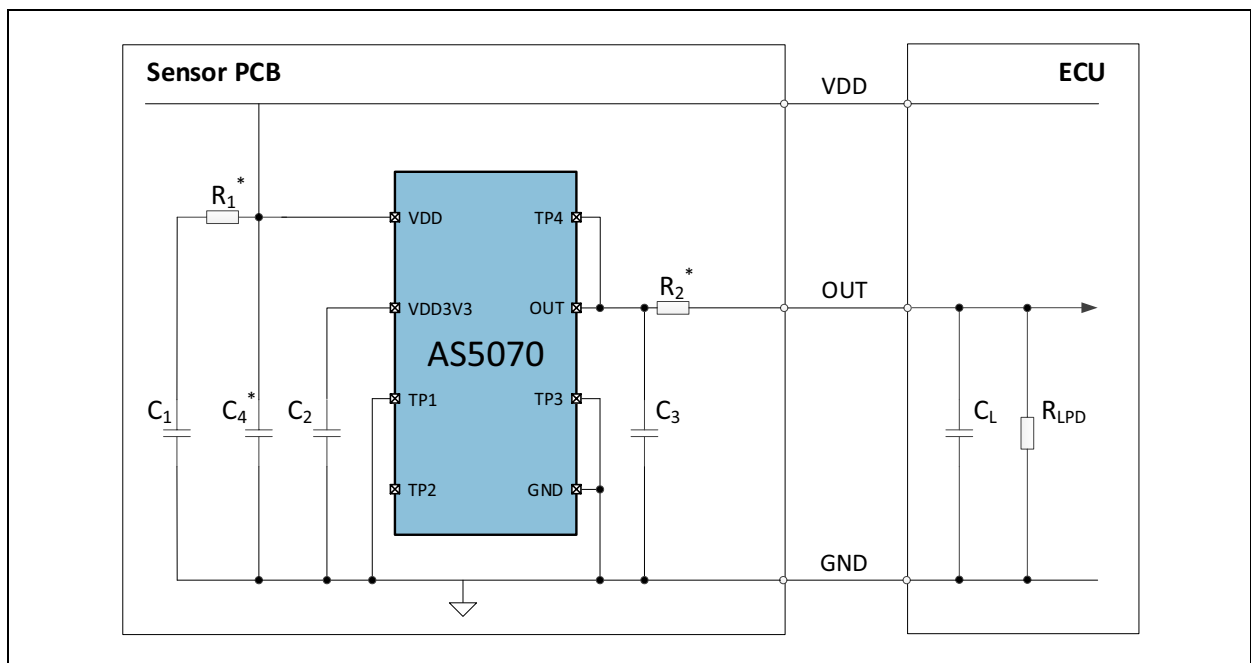 Sensor PCB
ECU
VDD
R1*
VDD
TP4
VDD3V3
OUT
R2*
OUT
AS5070
C1
C4*
C2
TP1
TP3
C3
CL
RLPD
TP2
GND
GND